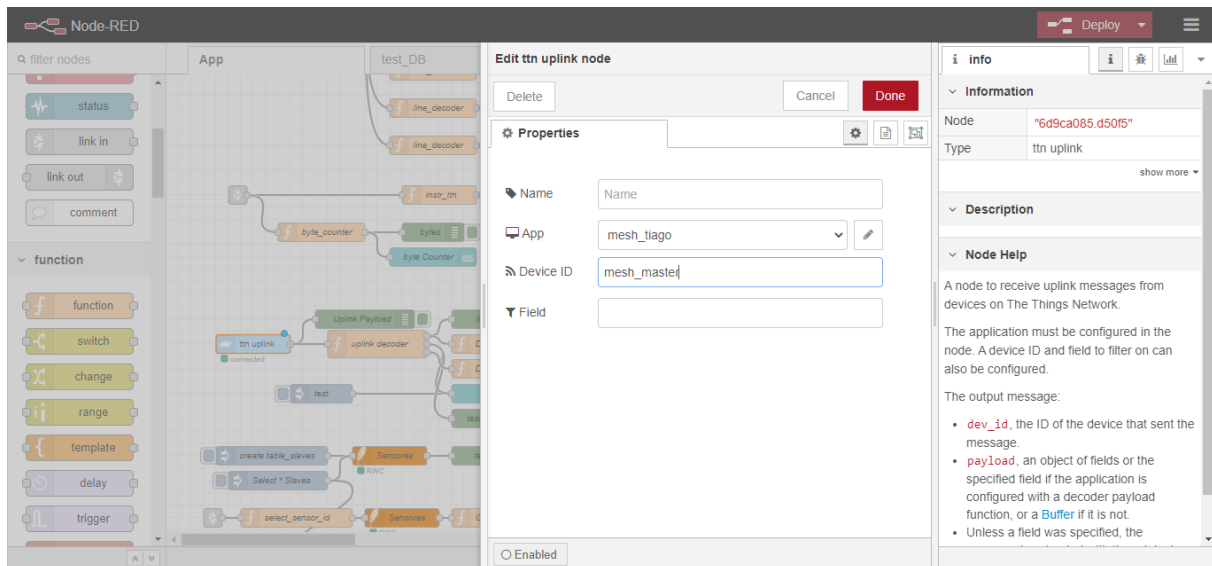 Node-RED
Deploy
filter nodes
status
link in
link out
comment
function
function
switch
change
range
template
delay
trigger
App
test_DB
line_decoder
line_decoder
instr_ttn
byte_counter
bytes
byte Counter
Uplink Payload
ttn uplink
uplink decoder
connected
test
create table_slaves
Sensores
RWC
Select * Slaves
select_sensor_id
Sensores
Edit ttn uplink node
Delete
Cancel
Done
Properties
Name
Name
App
mesh_tiago
Device ID
mesh_master
Field
Enabled
i info
i
Information
Node
"6d9ca085.d50f5"
Type
ttn uplink
show more
Description
Node Help
A node to receive uplink messages from
devices on The Things Network.
The application must be configured in the
node. A device ID and field to filter on can
also be configured.
The output message:
• dev_id, the ID of the device that sent the
message.
• payload, an object of fields or the
specified field if the application is
configured with a decoder payload
function, or a Buffer if it is not.
• Unless a field was specified, the